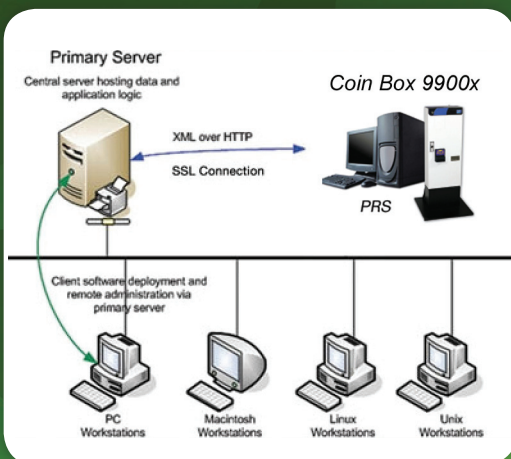 Primary Server
Central server hosting data and
application logic
Coin Box 9900x
XML over HTTP
SSL Connection
PRS
Client software deployment and
remote administration via
primary server
PC
Workstations
Macintosh
Workstations
Linux
Workstations
Unix
Workstations